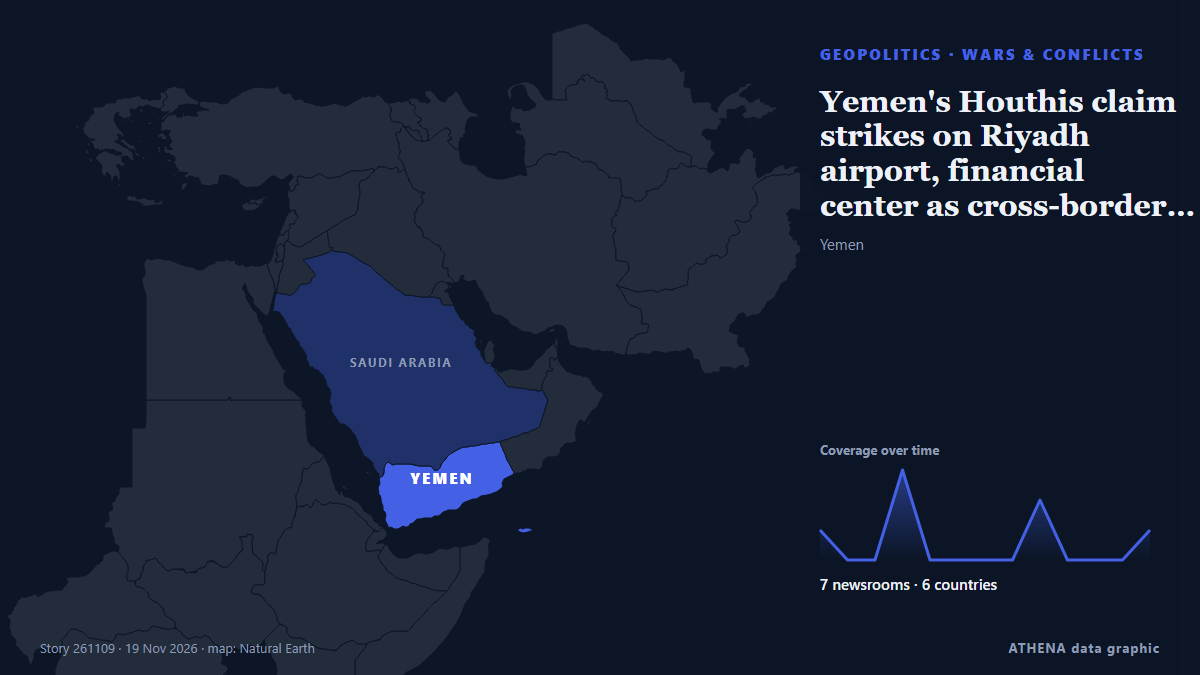 GEOPOLITICS · WARS & CONFLICTS
Yemen's Houthis claim
strikes on Riyadh
airport, financial
center as cross-border...
Yemen
SAUDI ARABIA
YEMEN
Coverage over time
7 newsrooms · 6 countries
Story 261109 · 19 Nov 2026 · map: Natural Earth
ATHENA data graphic